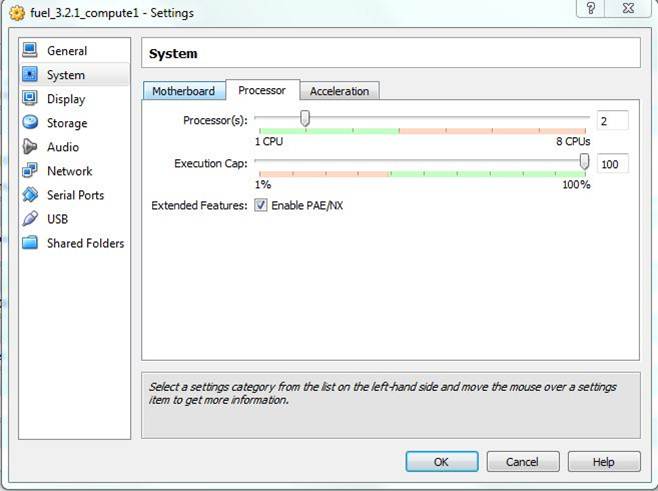 fuel_3.2.1_compute1 - Settings
General
System
Display
Storage
Audio
Network
Serial Ports
USB
Shared Folders
System
Motherboard Processor Acceleration
Processor(s): 2
1 CPU 8 CPUs
Execution Cap: 100
1% 100%
Extended Features: Enable PAE/NX
Select a settings category from the list on the left-hand side and move the mouse over a settings
item to get more information.
OK Cancel Help